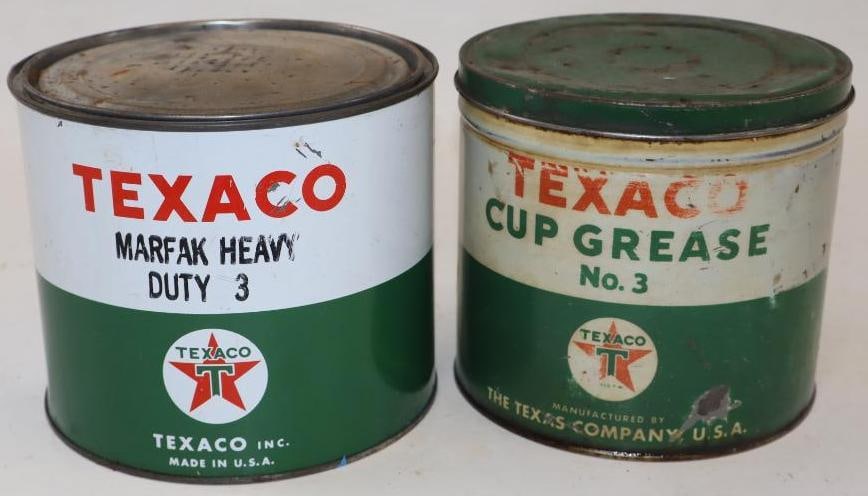 TEXACO
MARFAK HEAVY
DUTY 3
TEXACO
T
TEXACO INC.
MADE IN U.S.A.
TEXACO
CUP GREASE
No. 3
TEXACO
T
MANUFACTURED BY
THE TEXAS COMPANY, U.S.A.